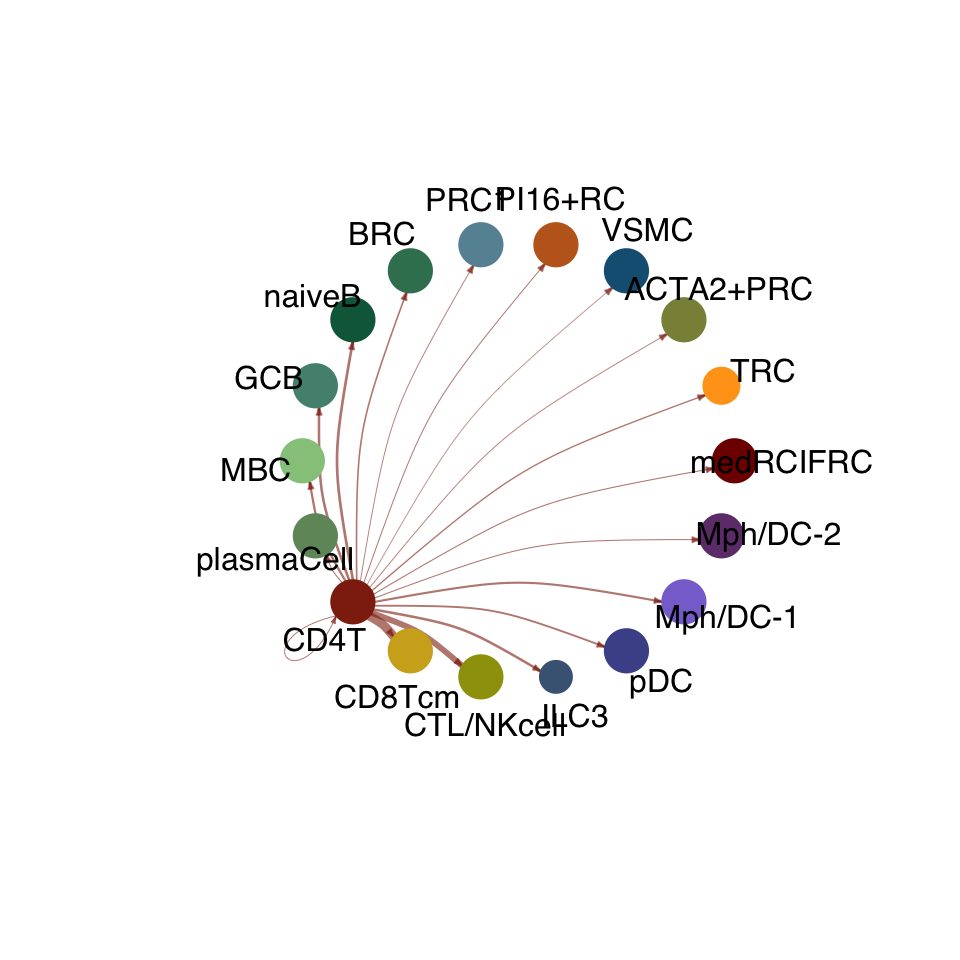 PRC1
PI16+RC
BRC
VSMC
naiveB
ACTA2+PRC
GCB
TRC
MBC
medRCIFRC
Mph/DC-2
plasmaCell
Mph/DC-1
CD4T
pDC
CD8Tcm
ILC3
CTL/NKcell